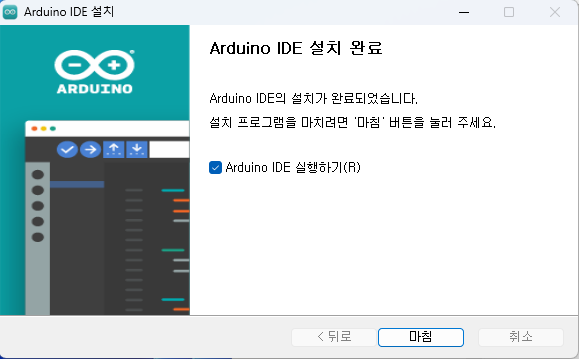 Arduino IDE 설치
ARDUINO
Arduino IDE 설치 완료
Arduino IDE의 설치가 완료되었습니다.
설치 프로그램을 마치려면 '마침' 버튼을 눌러 주세요.
Arduino IDE 실행하기(R)
< 뒤로
마침
취소